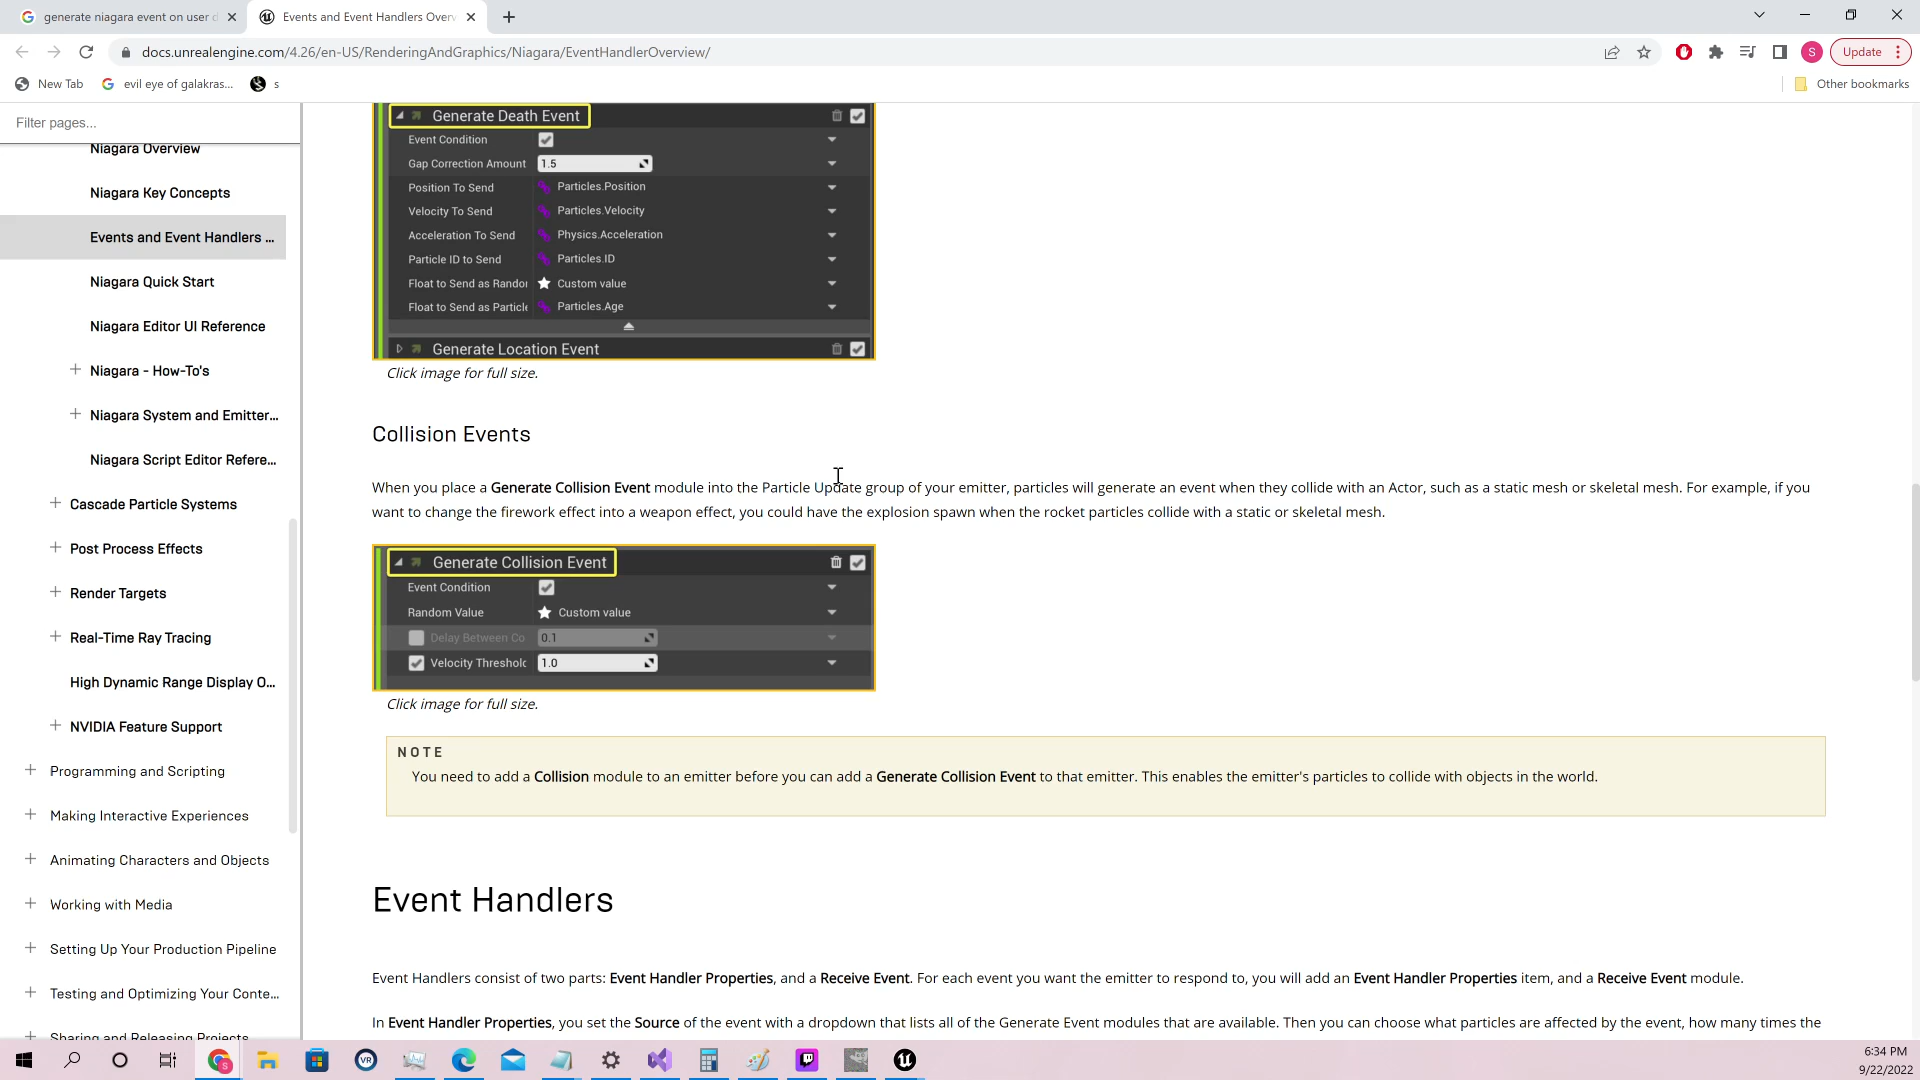 generate niagara event on user d
Events and Event Handlers Over
docs.unrealengine.com/4.26/en-US/RenderingAndGraphics/Niagara/EventHandlerOverview/
S
Update
New Tab
evil eye of galakras...
s
Other bookmarks
Filter pages...
Niagara Overview
Niagara Key Concepts
Events and Event Handlers ...
Niagara Quick Start
Niagara Editor UI Reference
Niagara - How-To's
Niagara System and Emitter...
Niagara Script Editor Refere...
Cascade Particle Systems
Post Process Effects
Render Targets
Real-Time Ray Tracing
High Dynamic Range Display O...
NVIDIA Feature Support
Programming and Scripting
Making Interactive Experiences
Animating Characters and Objects
Working with Media
Setting Up Your Production Pipeline
Testing and Optimizing Your Conte...
Sharing and Releasing Projects
Generate Death Event
Event Condition
Gap Correction Amount 1.5
Position To Send Particles.Position
Velocity To Send Particles.Velocity
Acceleration To Send Physics.Acceleration
Particle ID to Send Particles.ID
Float to Send as Rando Custom value
Float to Send as Particle Particles.Age
Generate Location Event
Click image for full size.
Collision Events
When you place a Generate Collision Event module into the Particle Update group of your emitter, particles will generate an event when they collide with an Actor, such as a static mesh or skeletal mesh. For example, if you
want to change the firework effect into a weapon effect, you could have the explosion spawn when the rocket particles collide with a static or skeletal mesh.
Generate Collision Event
Event Condition
Random Value Custom value
Delay Between Co 0.1
Velocity Threshold 1.0
Click image for full size.
NOTE
You need to add a Collision module to an emitter before you can add a Generate Collision Event to that emitter. This enables the emitter's particles to collide with objects in the world.
Event Handlers
Event Handlers consist of two parts: Event Handler Properties, and a Receive Event. For each event you want the emitter to respond to, you will add an Event Handler Properties item, and a Receive Event module.
In Event Handler Properties, you set the Source of the event with a dropdown that lists all of the Generate Event modules that are available. Then you can choose what particles are affected by the event, how many times the
VR
6:34 PM
9/22/2022